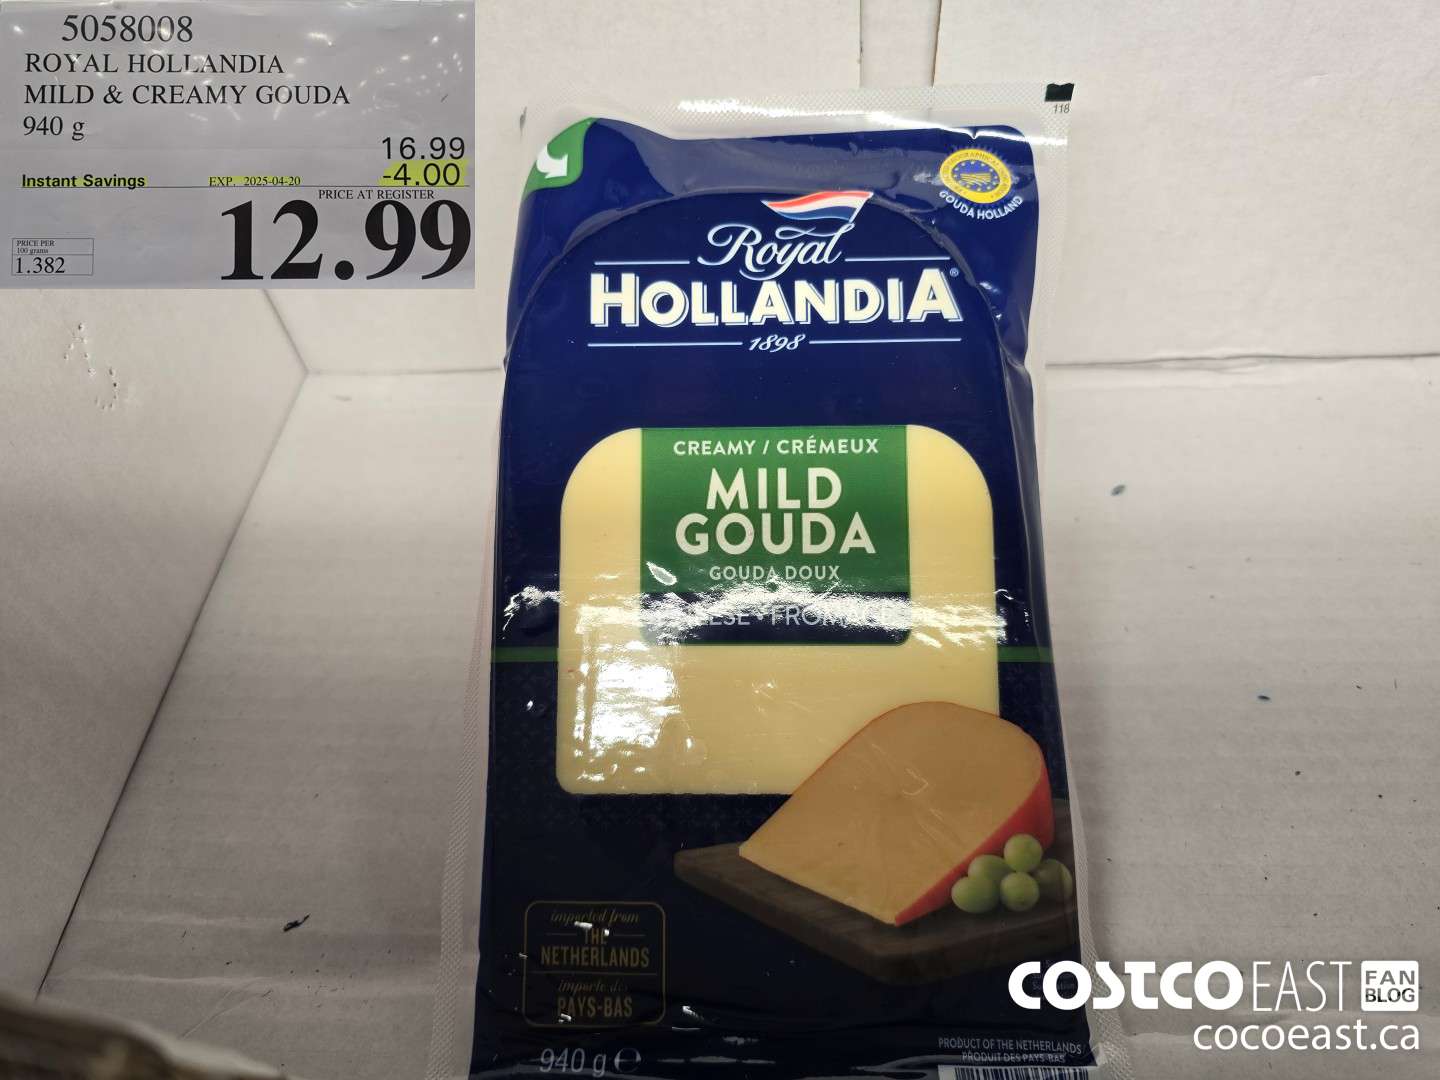 5058008
ROYAL HOLLANDIA
MILD & CREAMY GOUDA
940 g
16.99
Instant Savings EXP. 2025-04-20 -4.00
PRICE AT REGISTER
12.99
PRICE PER
100 grams
1.382
118
GOUDA HOLLAND
Royal
HOLLANDIA®
1898
CREAMY / CRÉMEUX
MILD
GOUDA
GOUDA DOUX
FROMAGE
imported from
THE
NETHERLANDS
PAYS-BAS
940 g ℮
PRODUCT OF THE NETHERLANDS
PRODUIT DES PAYS-BAS
COSTCO EAST FAN
BLOG
cocoeast.ca